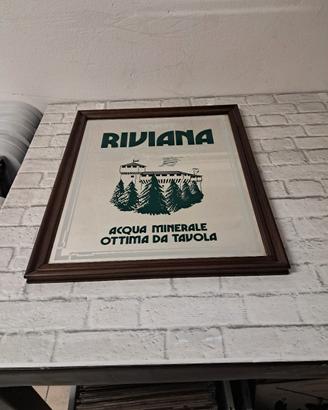 RIVIANA
ACQUA MINERALE
OTTIMA DA TAVOLA